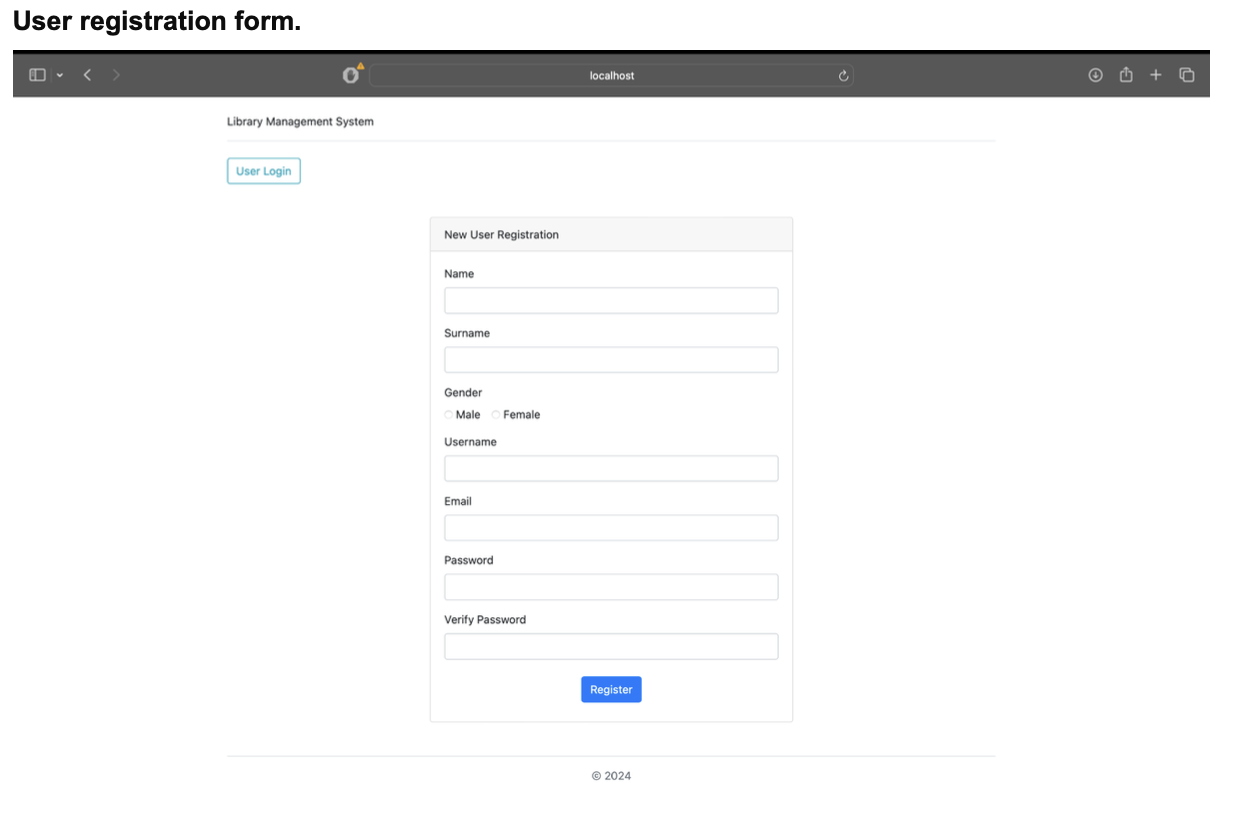 User registration form.
localhost
Library Management System
User Login
New User Registration
Name
Surname
Gender
Male Female
Username
Email
Password
Verify Password
Register
© 2024